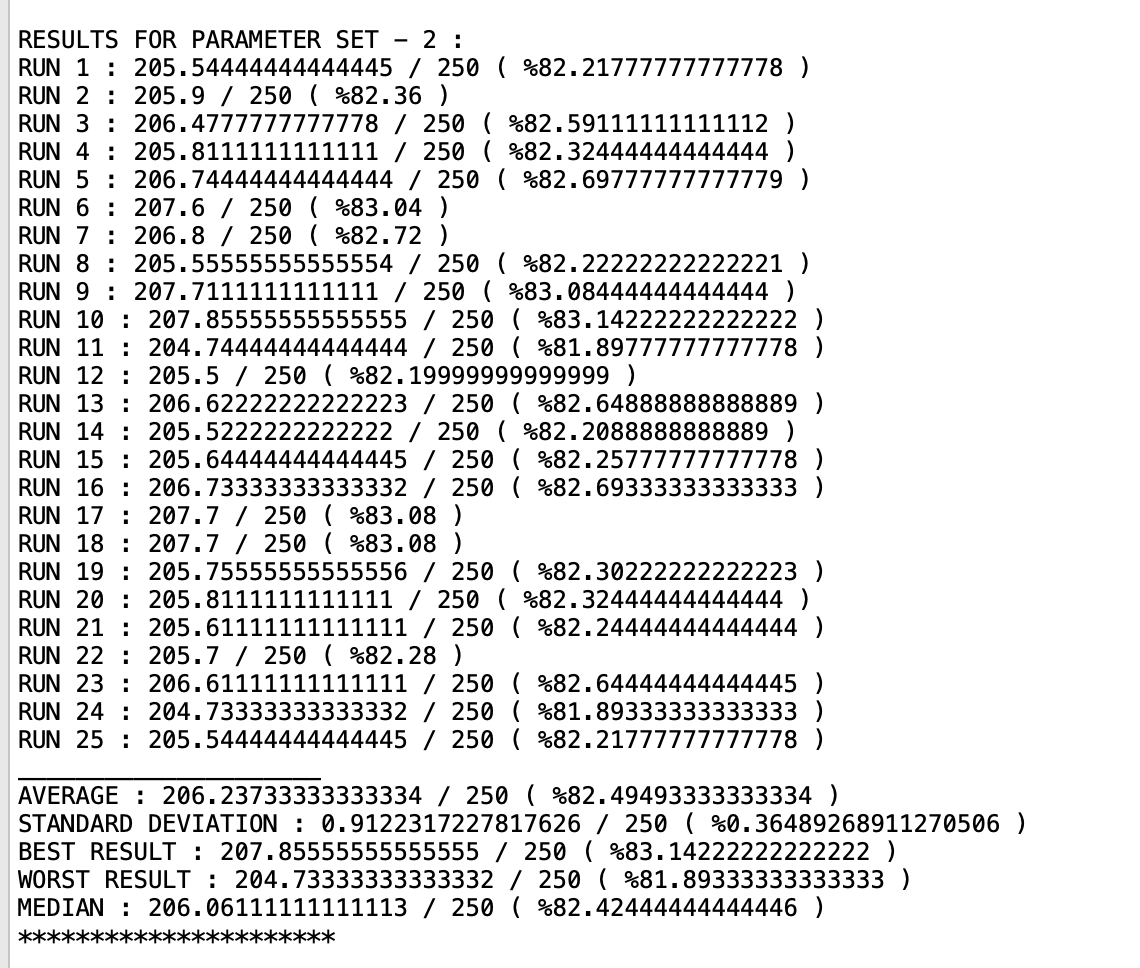 RESULTS FOR PARAMETER SET - 2 :
RUN 1 : 205.54444444444445 / 250 ( %82.21777777777778 )
RUN 2 : 205.9 / 250 ( %82.36 )
RUN 3 : 206.4777777777778 / 250 ( %82.59111111111112 )
RUN 4 : 205.8111111111111 / 250 ( %82.32444444444444 )
RUN 5 : 206.74444444444444 / 250 ( %82.69777777777779 )
RUN 6 : 207.6 / 250 ( %83.04 )
RUN 7 : 206.8 / 250 ( %82.72 )
RUN 8 : 205.55555555555554 / 250 ( %82.22222222222221 )
RUN 9 : 207.7111111111111 / 250 ( %83.08444444444444 )
RUN 10 : 207.85555555555555 / 250 ( %83.14222222222222 )
RUN 11 : 204.74444444444444 / 250 ( %81.89777777777778 )
RUN 12 : 205.5 / 250 ( %82.19999999999999 )
RUN 13 : 206.62222222222223 / 250 ( %82.64888888888889 )
RUN 14 : 205.5222222222222 / 250 ( %82.2088888888889 )
RUN 15 : 205.64444444444445 / 250 ( %82.25777777777778 )
RUN 16 : 206.73333333333332 / 250 ( %82.69333333333333 )
RUN 17 : 207.7 / 250 ( %83.08 )
RUN 18 : 207.7 / 250 ( %83.08 )
RUN 19 : 205.75555555555556 / 250 ( %82.30222222222223 )
RUN 20 : 205.8111111111111 / 250 ( %82.32444444444444 )
RUN 21 : 205.61111111111111 / 250 ( %82.24444444444444 )
RUN 22 : 205.7 / 250 ( %82.28 )
RUN 23 : 206.61111111111111 / 250 ( %82.64444444444445 )
RUN 24 : 204.73333333333332 / 250 ( %81.89333333333333 )
RUN 25 : 205.54444444444445 / 250 ( %82.21777777777778 )
_____________________
AVERAGE : 206.23733333333334 / 250 ( %82.49493333333334 )
STANDARD DEVIATION : 0.9122317227817626 / 250 ( %0.36489268911270506 )
BEST RESULT : 207.85555555555555 / 250 ( %83.14222222222222 )
WORST RESULT : 204.73333333333332 / 250 ( %81.89333333333333 )
MEDIAN : 206.06111111111113 / 250 ( %82.42444444444446 )
**********************